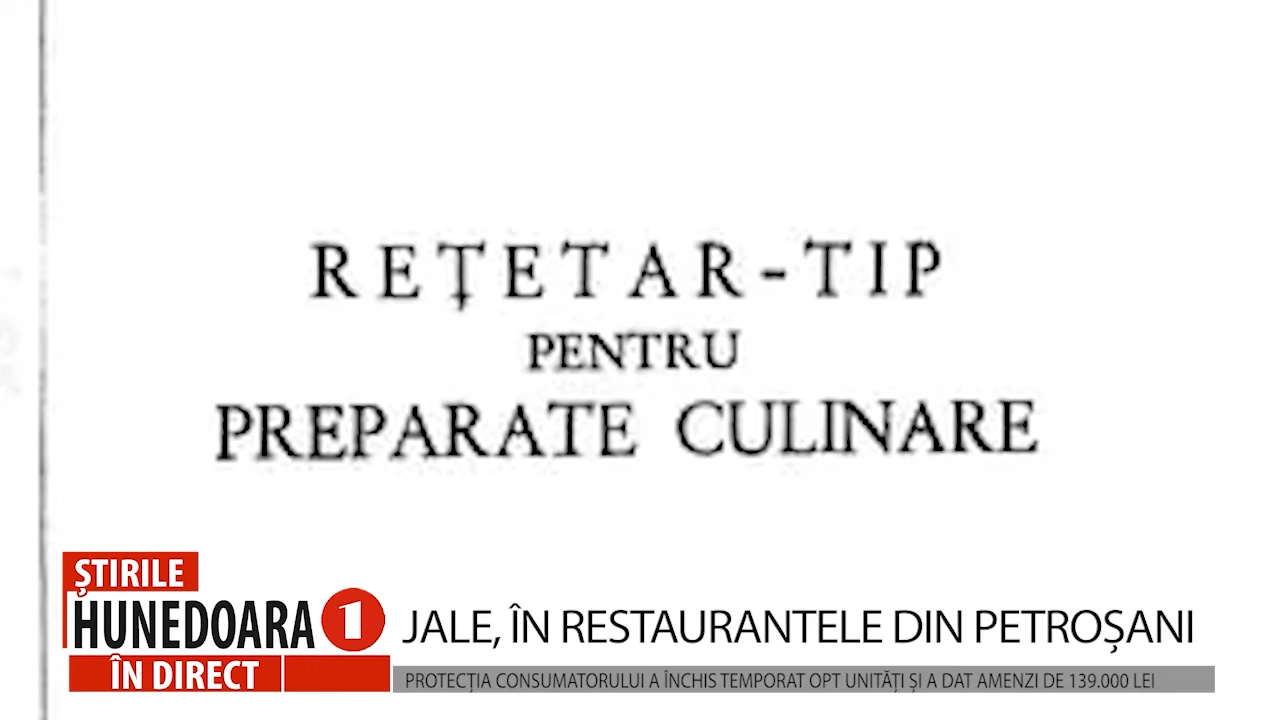 REȚETAR-TIP
PENTRU
PREPARATE CULINARE
ȘTIRILE
HUNEDOARA 1
ÎN DIRECT
JALE, ÎN RESTAURANTELE DIN PETROȘANI
PROTECȚIA CONSUMATORULUI A ÎNCHIS TEMPORAT OPT UNITĂȚI ȘI A DAT AMENZI DE 139.000 LEI